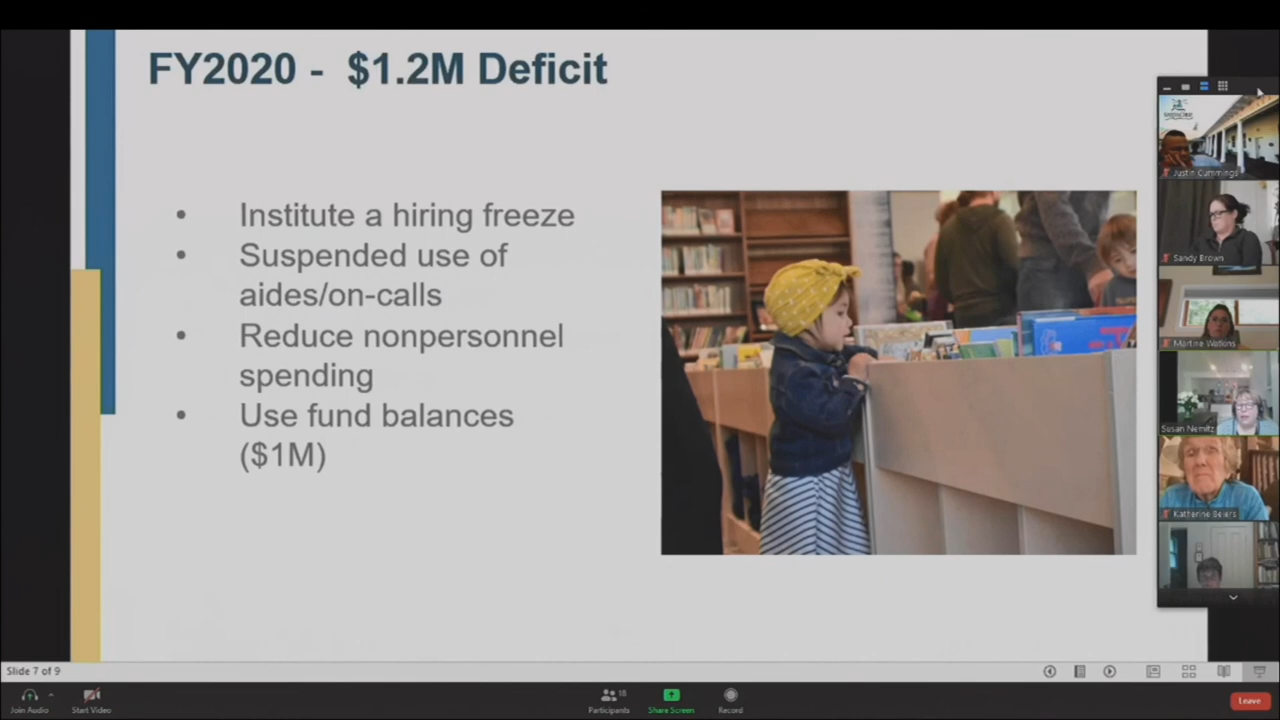 FY2020 - $1.2M Deficit
• Institute a hiring freeze
• Suspended use of
aides/on-calls
• Reduce nonpersonnel
spending
• Use fund balances
($1M)
Justin Cummings
Sandy Brown
Martine Watkins
Susan Nemitz
Katherine Beiers
Slide 7 of 9
Join Audio
Start Video
18
Participants
Share Screen
Record
Leave